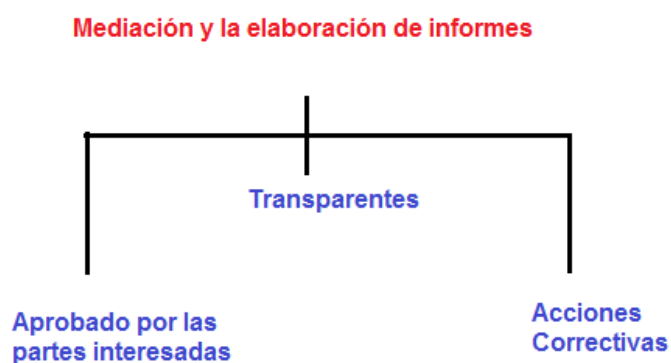 Mediación y la elaboración de informes
Transparentes
Aprobado por las
partes interesadas
Acciones
Correctivas